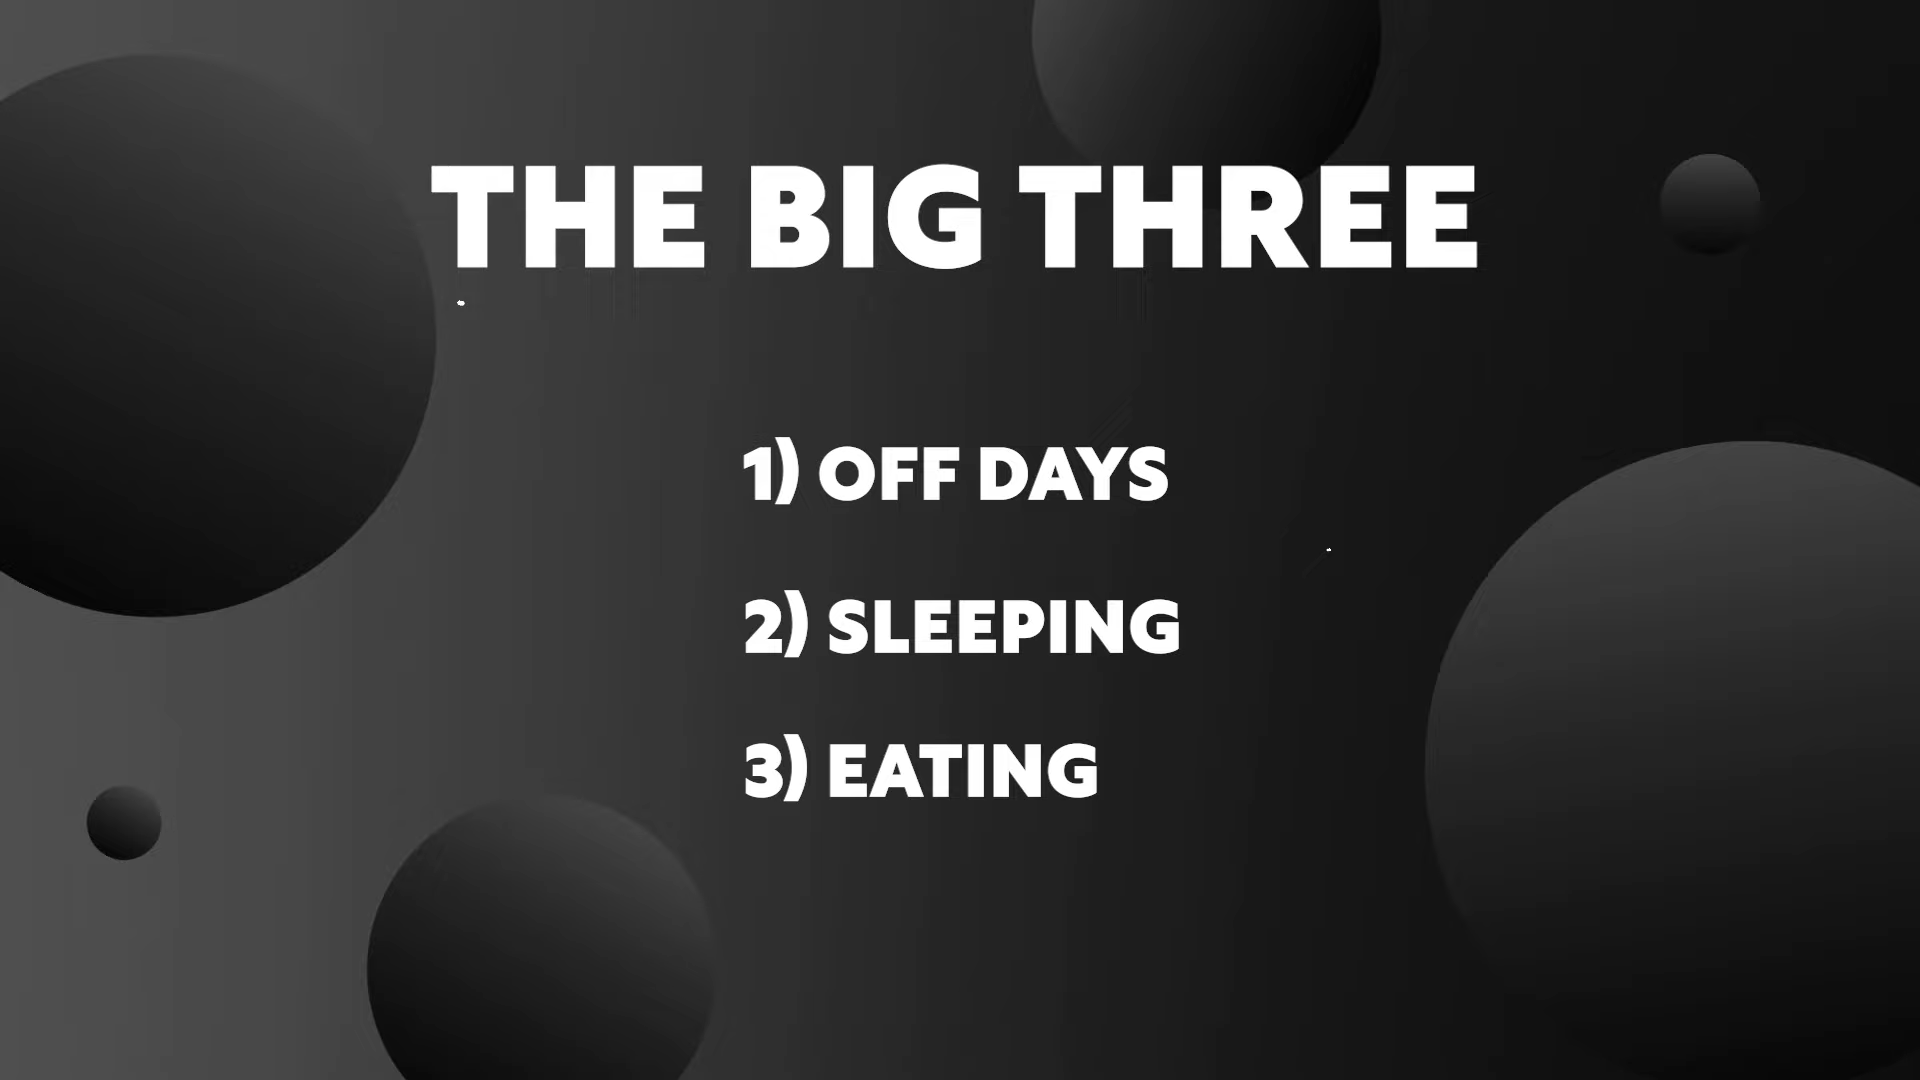 THE BIG THREE
1) OFF DAYS
2) SLEEPING
3) EATING